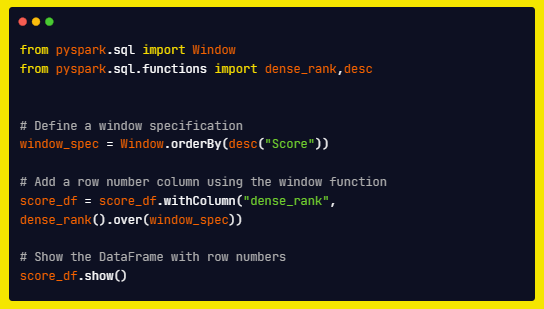 from pyspark.sql import Window
from pyspark.sql.functions import dense_rank,desc
# Define a window specification
window_spec = Window.orderBy(desc("Score"))
# Add a row number column using the window function
score_df = score_df.withColumn("dense_rank",
dense_rank().over(window_spec))
# Show the DataFrame with row numbers
score_df.show()